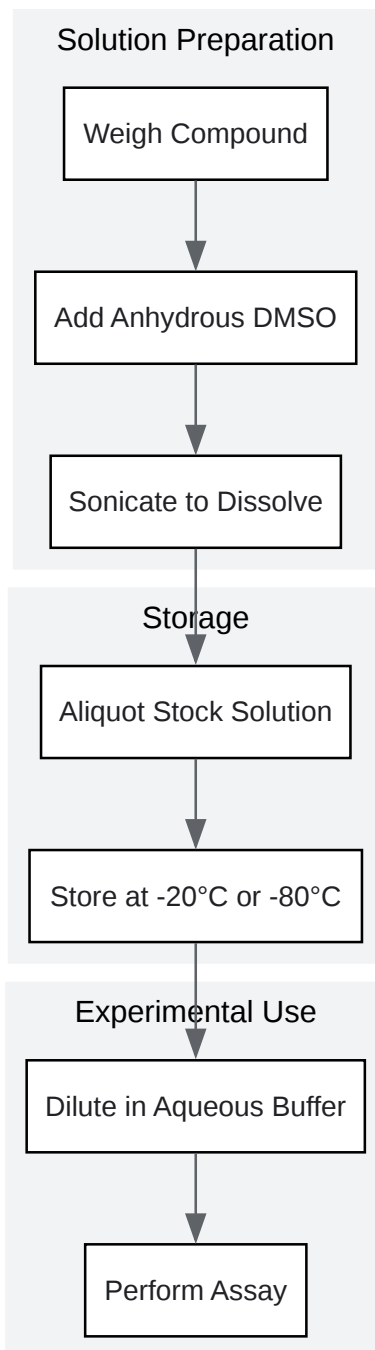 Solution Preparation
Weigh Compound
Add Anhydrous DMSO
Sonicate to Dissolve
Storage
Aliquot Stock Solution
Store at -20°C or -80°C
Experimental Use
Dilute in Aqueous Buffer
Perform Assay